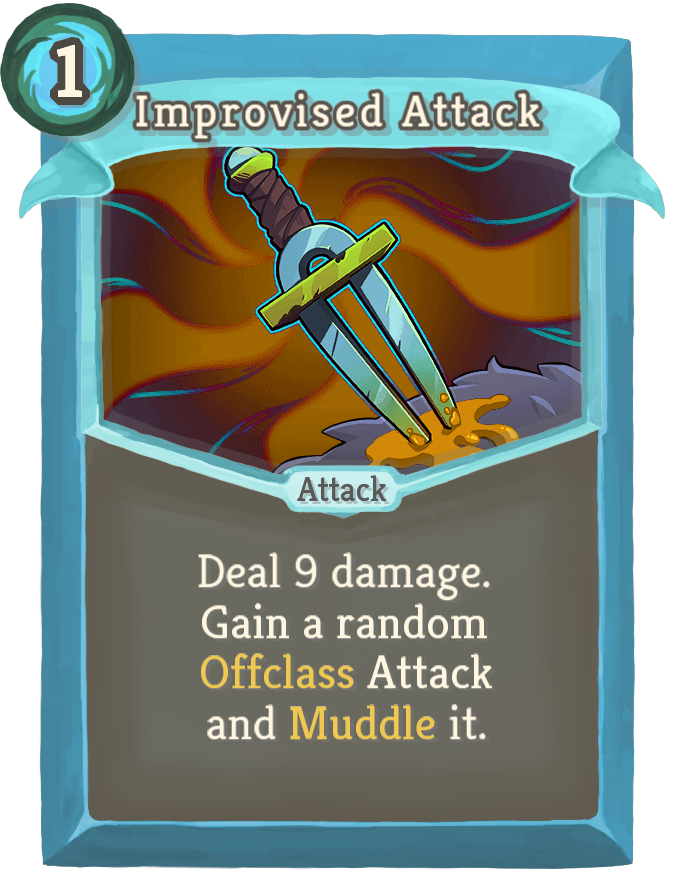 1
Improvised Attack
Attack
Deal 9 damage.
Gain a random
Offclass Attack
and Muddle it.